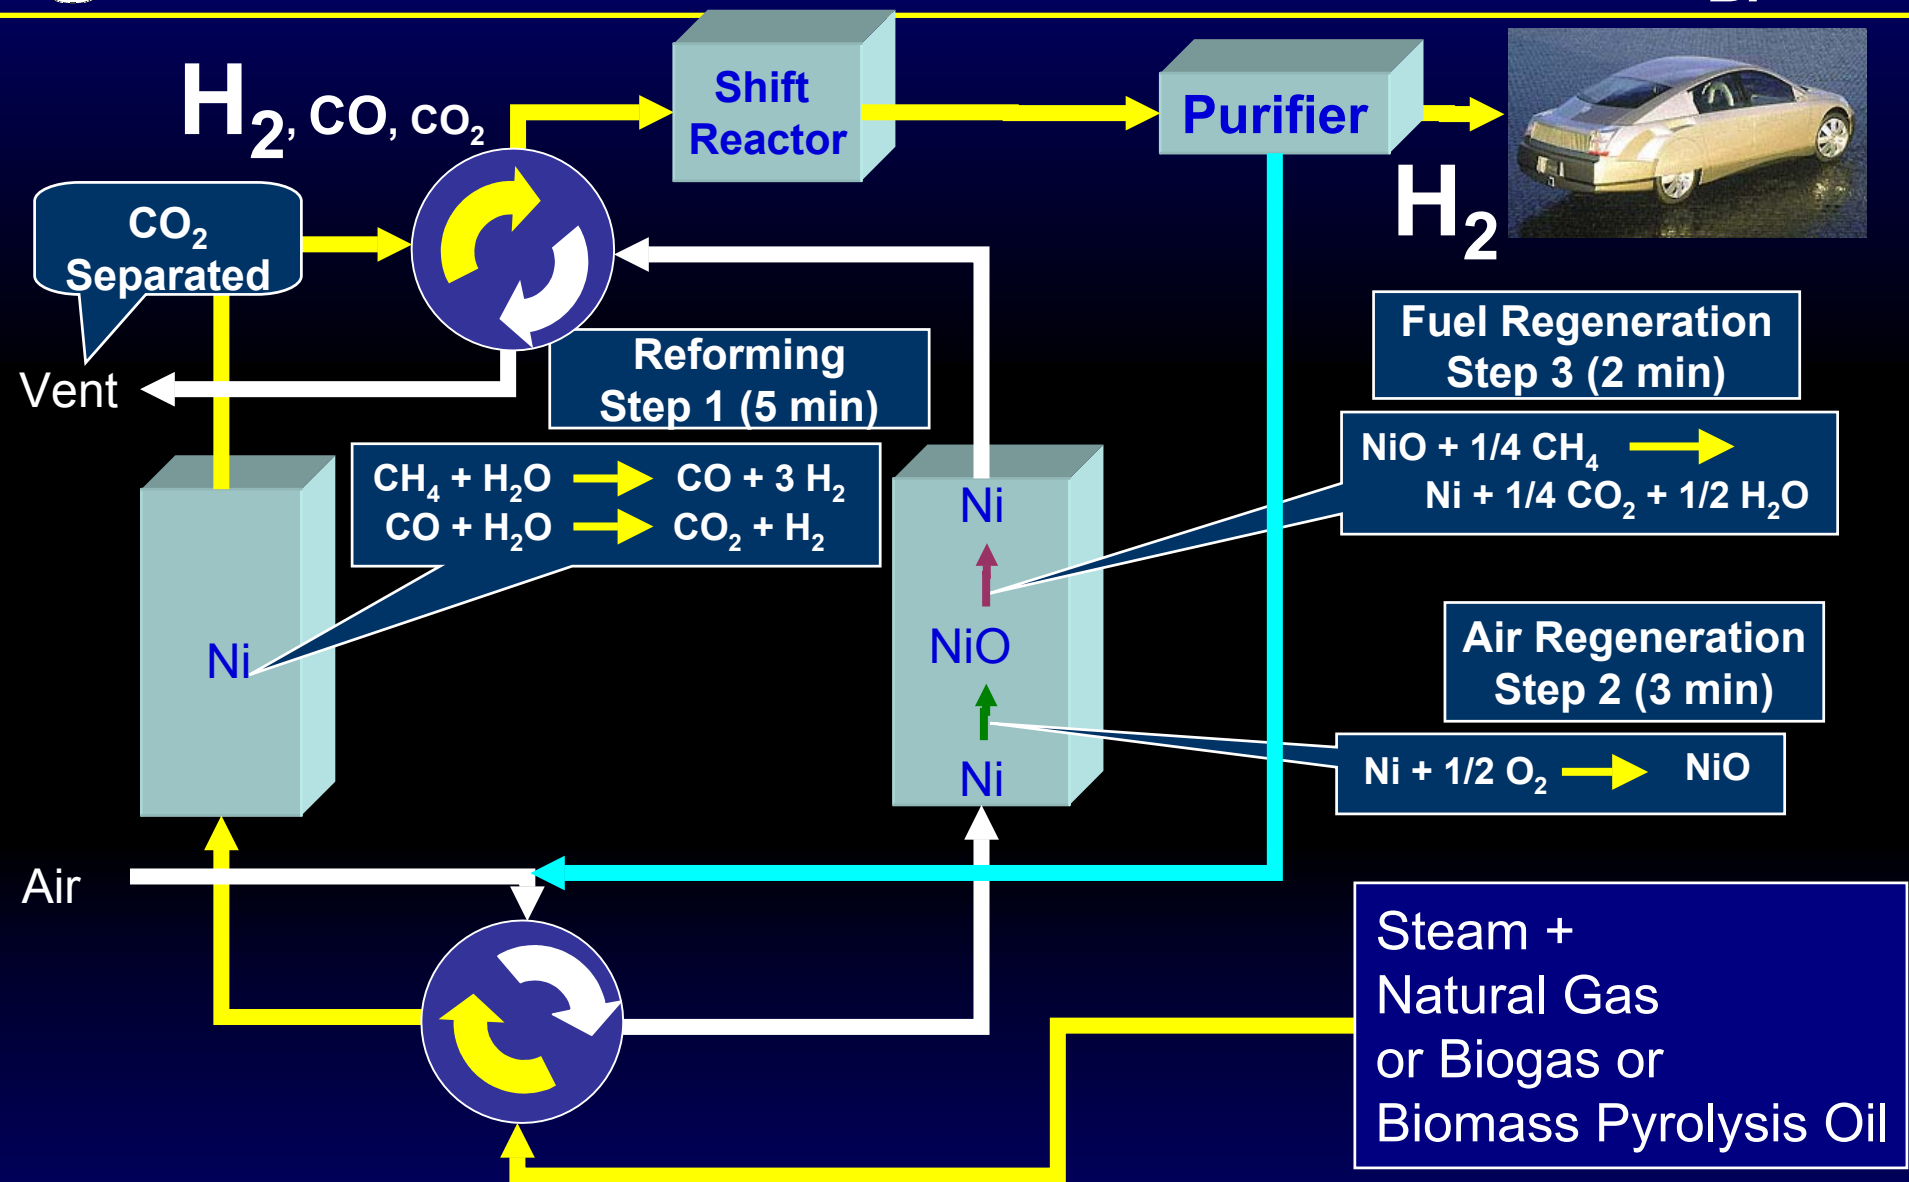 H₂, CO, CO₂
Shift
Reactor
Purifier
H₂
CO₂
Separated
Vent
Reforming
Step 1 (5 min)
Fuel Regeneration
Step 3 (2 min)
CH₄ + H₂O → CO + 3 H₂
CO + H₂O → CO₂ + H₂
NiO + 1/4 CH₄ →
Ni + 1/4 CO₂ + 1/2 H₂O
Ni
Ni
NiO
Ni
Air Regeneration
Step 2 (3 min)
Ni + 1/2 O₂ → NiO
Air
Steam +
Natural Gas
or Biogas or
Biomass Pyrolysis Oil